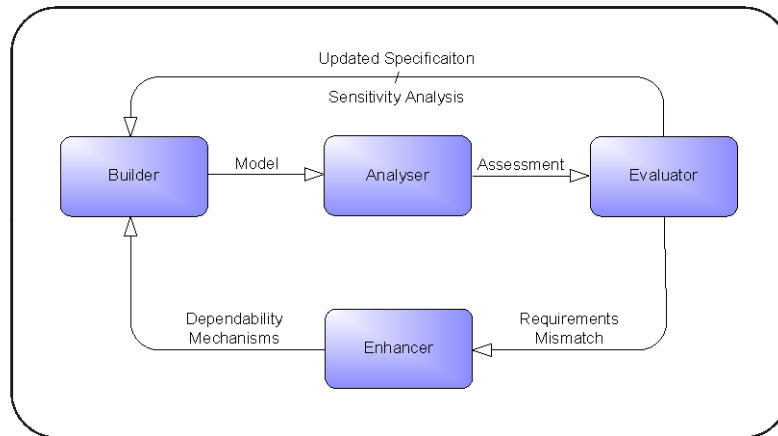 Updated Specificaiton
Sensitivity Analysis
Builder
Model
Analyser
Assessment
Evaluator
Dependability
Mechanisms
Enhancer
Requirements
Mismatch